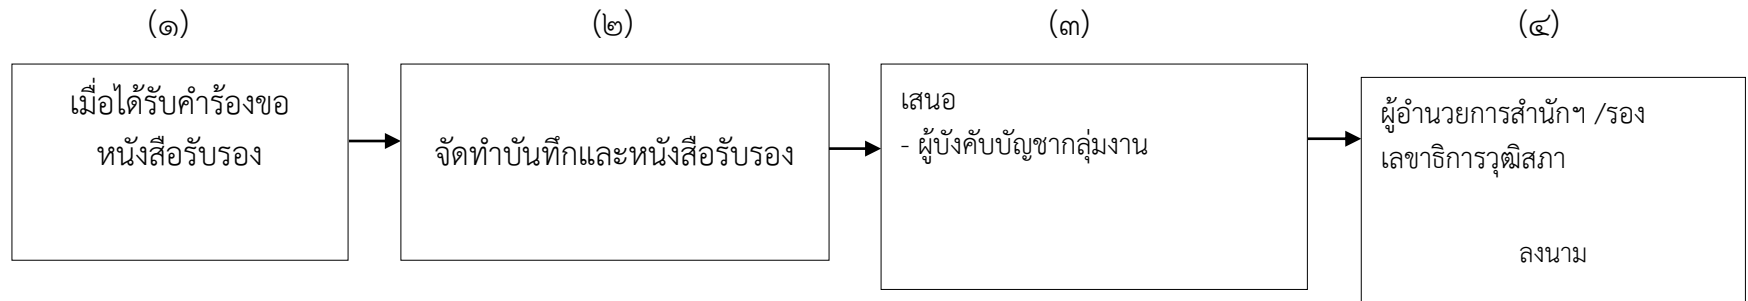 (๑) (๒) (๓) (๔)
เมื่อได้รับคำร้องขอ
หนังสือรับรอง
จัดทำบันทึกและหนังสือรับรอง
เสนอ
- ผู้บังคับบัญชากลุ่มงาน
ผู้อำนวยการสำนักฯ /รอง
เลขาธิการวุฒิสภา
ลงนาม